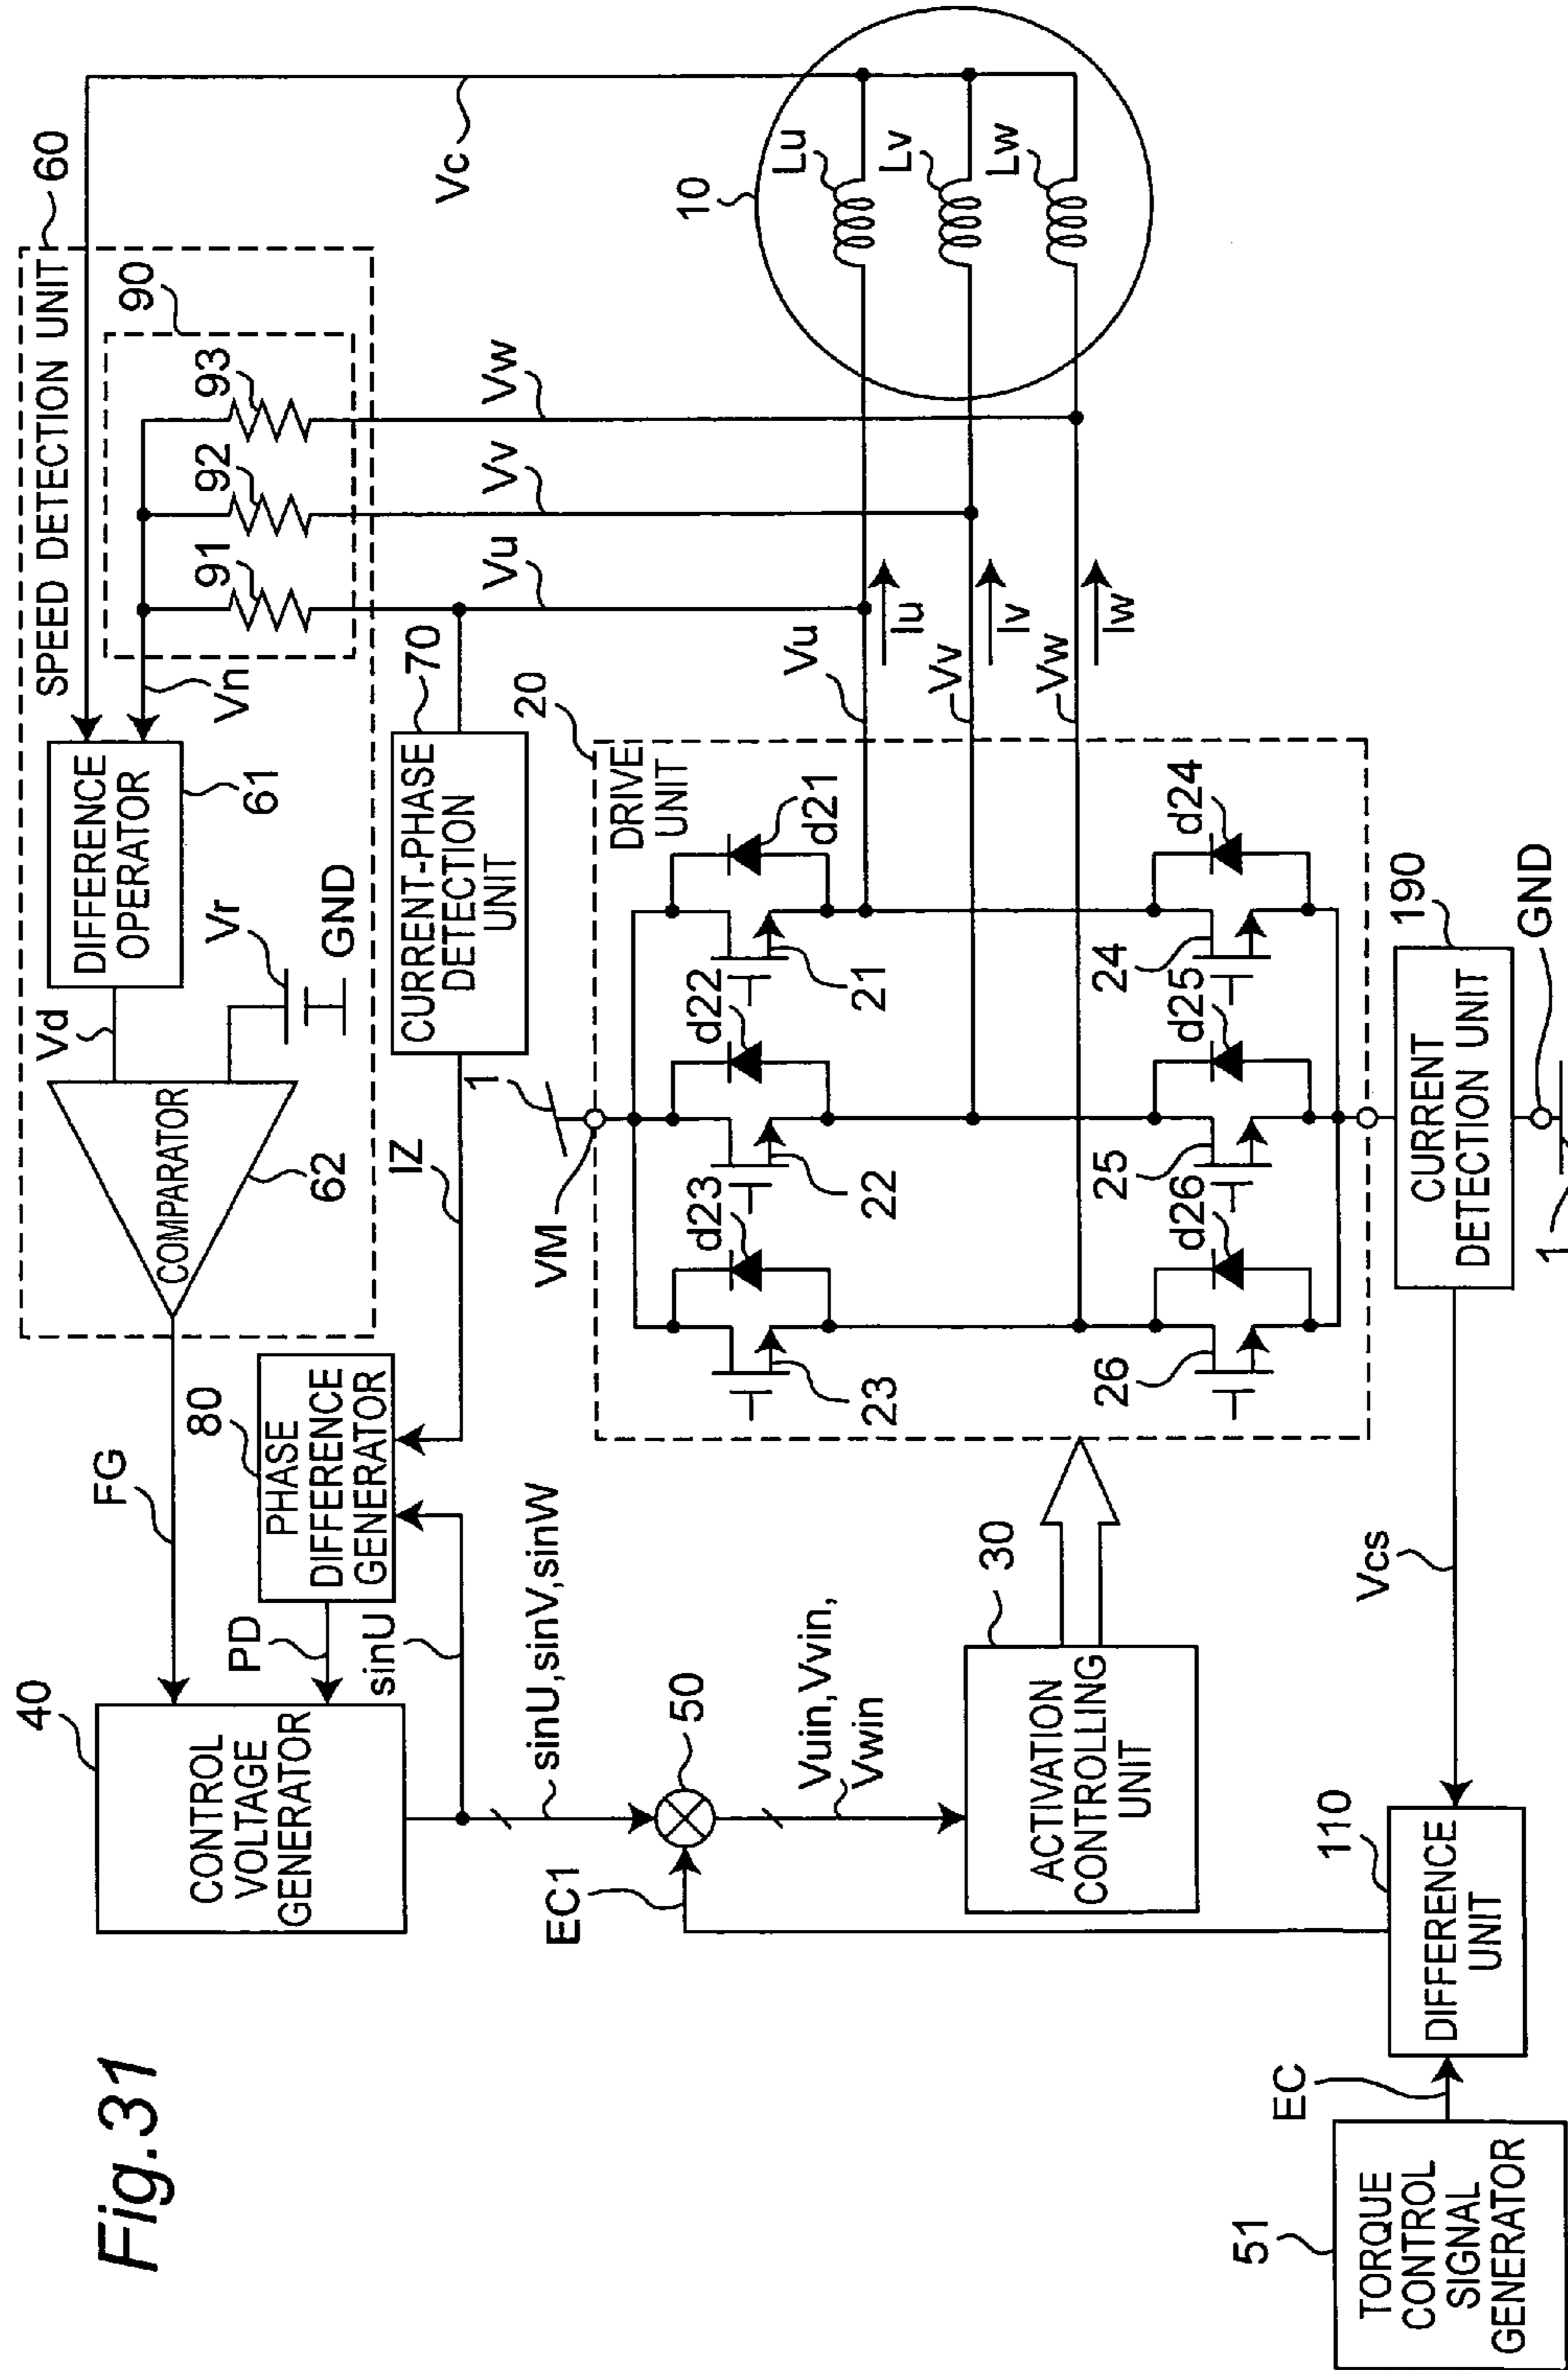 Fig.31
40
CONTROL
VOLTAGE
GENERATOR
FG
PD
sinU
80
PHASE
DIFFERENCE
GENERATOR
sinU,sinV,sinW
IZ
SPEED DETECTION UNIT
60
COMPARATOR
62
Vd
Vr
GND
DIFFERENCE
OPERATOR
61
Vn
90
91
92
93
Vu
Vv
Vw
Vc
CURRENT-PHASE
DETECTION
UNIT
70
50
EC1
Vuin,Vvin,
Vwin
30
ACTIVATION
CONTROLLING
UNIT
VM
1
20
DRIVE
UNIT
d23
d22
d21
23
22
21
d26
d25
d24
26
25
24
Vu
Vv
Vw
Iu
Iv
Iw
10
Lu
Lv
Lw
51
TORQUE
CONTROL
SIGNAL
GENERATOR
EC
110
DIFFERENCE
UNIT
Vcs
190
CURRENT
DETECTION UNIT
GND
1